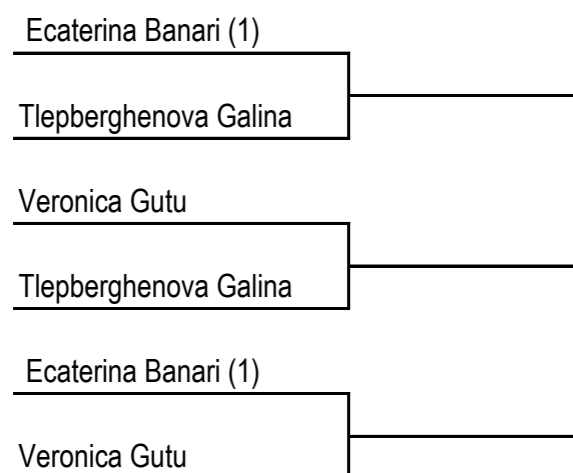 Ecaterina Banari (1)
Tlepberghenova Galina
Veronica Gutu
Tlepberghenova Galina
Ecaterina Banari (1)
Veronica Gutu